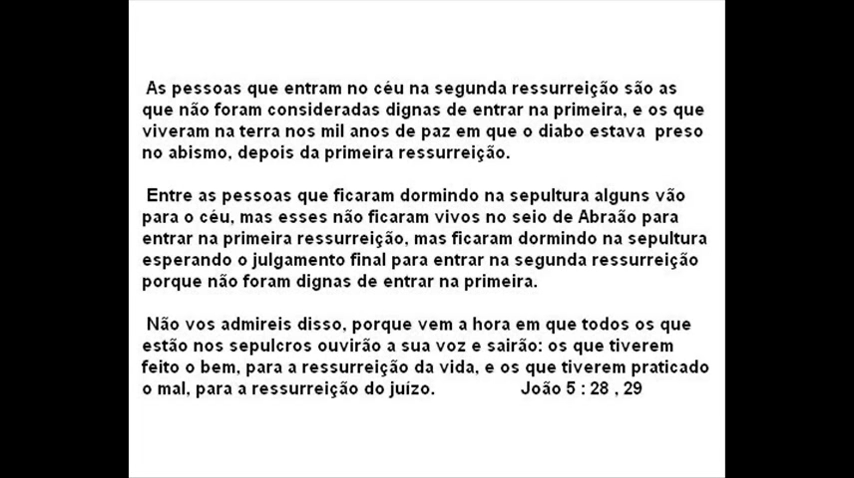 As pessoas que entram no céu na segunda ressurreição são as
que não foram consideradas dignas de entrar na primeira, e os que
viveram na terra nos mil anos de paz em que o diabo estava preso
no abismo, depois da primeira ressurreição.
Entre as pessoas que ficaram dormindo na sepultura alguns vão
para o céu, mas esses não ficaram vivos no seio de Abraão para
entrar na primeira ressurreição, mas ficaram dormindo na sepultura
esperando o julgamento final para entrar na segunda ressurreição
porque não foram dignas de entrar na primeira.
Não vos admireis disso, porque vem a hora em que todos os que
estão nos sepulcros ouvirão a sua voz e sairão: os que tiverem
feito o bem, para a ressurreição da vida, e os que tiverem praticado
o mal, para a ressurreição do juízo. João 5 : 28 , 29